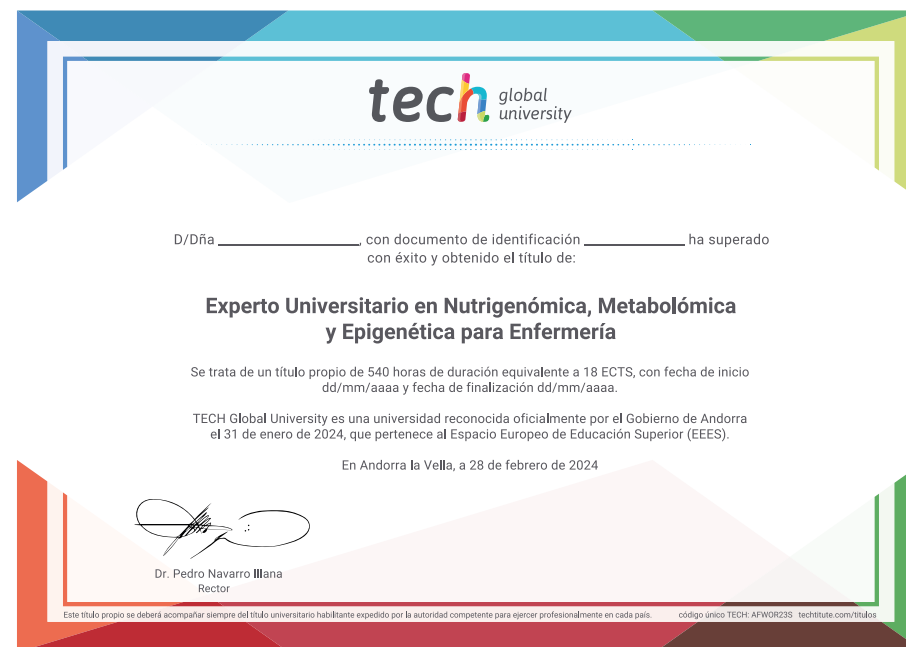 tech global
university
D/Dña ____________________, con documento de identificación ______________ ha superado
con éxito y obtenido el título de:
Experto Universitario en Nutrigenómica, Metabolómica
y Epigenética para Enfermería
Se trata de un título propio de 540 horas de duración equivalente a 18 ECTS, con fecha de inicio
dd/mm/aaaa y fecha de finalización dd/mm/aaaa.
TECH Global University es una universidad reconocida oficialmente por el Gobierno de Andorra
el 31 de enero de 2024, que pertenece al Espacio Europeo de Educación Superior (EEES).
En Andorra la Vella, a 28 de febrero de 2024
Dr. Pedro Navarro Illana
Rector
Este título propio se deberá acompañar siempre del título universitario habilitante expedido por la autoridad competente para ejercer profesionalmente en cada país. código único TECH: AFWOR23S techtitute.com/titulos